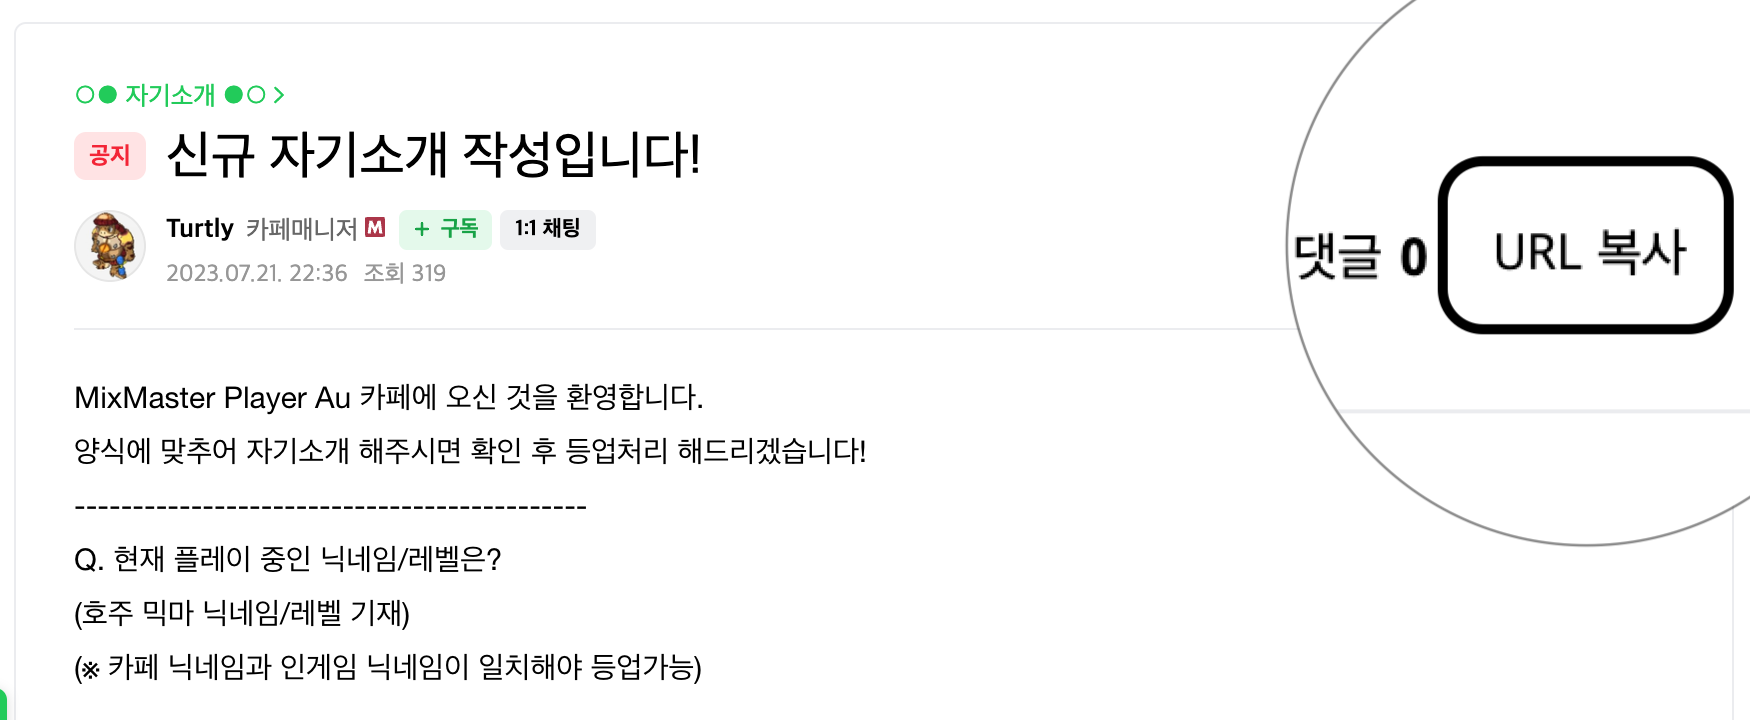 ○● 자기소개 ●○ >
공지 신규 자기소개 작성입니다!
Turtly 카페매니저 M + 구독 1:1 채팅
2023.07.21. 22:36 조회 319
댓글 0 URL 복사
MixMaster Player Au 카페에 오신 것을 환영합니다.
양식에 맞추어 자기소개 해주시면 확인 후 등업처리 해드리겠습니다!
--------------------------------------------
Q. 현재 플레이 중인 닉네임/레벨은?
(호주 믹마 닉네임/레벨 기재)
(※ 카페 닉네임과 인게임 닉네임이 일치해야 등업가능)